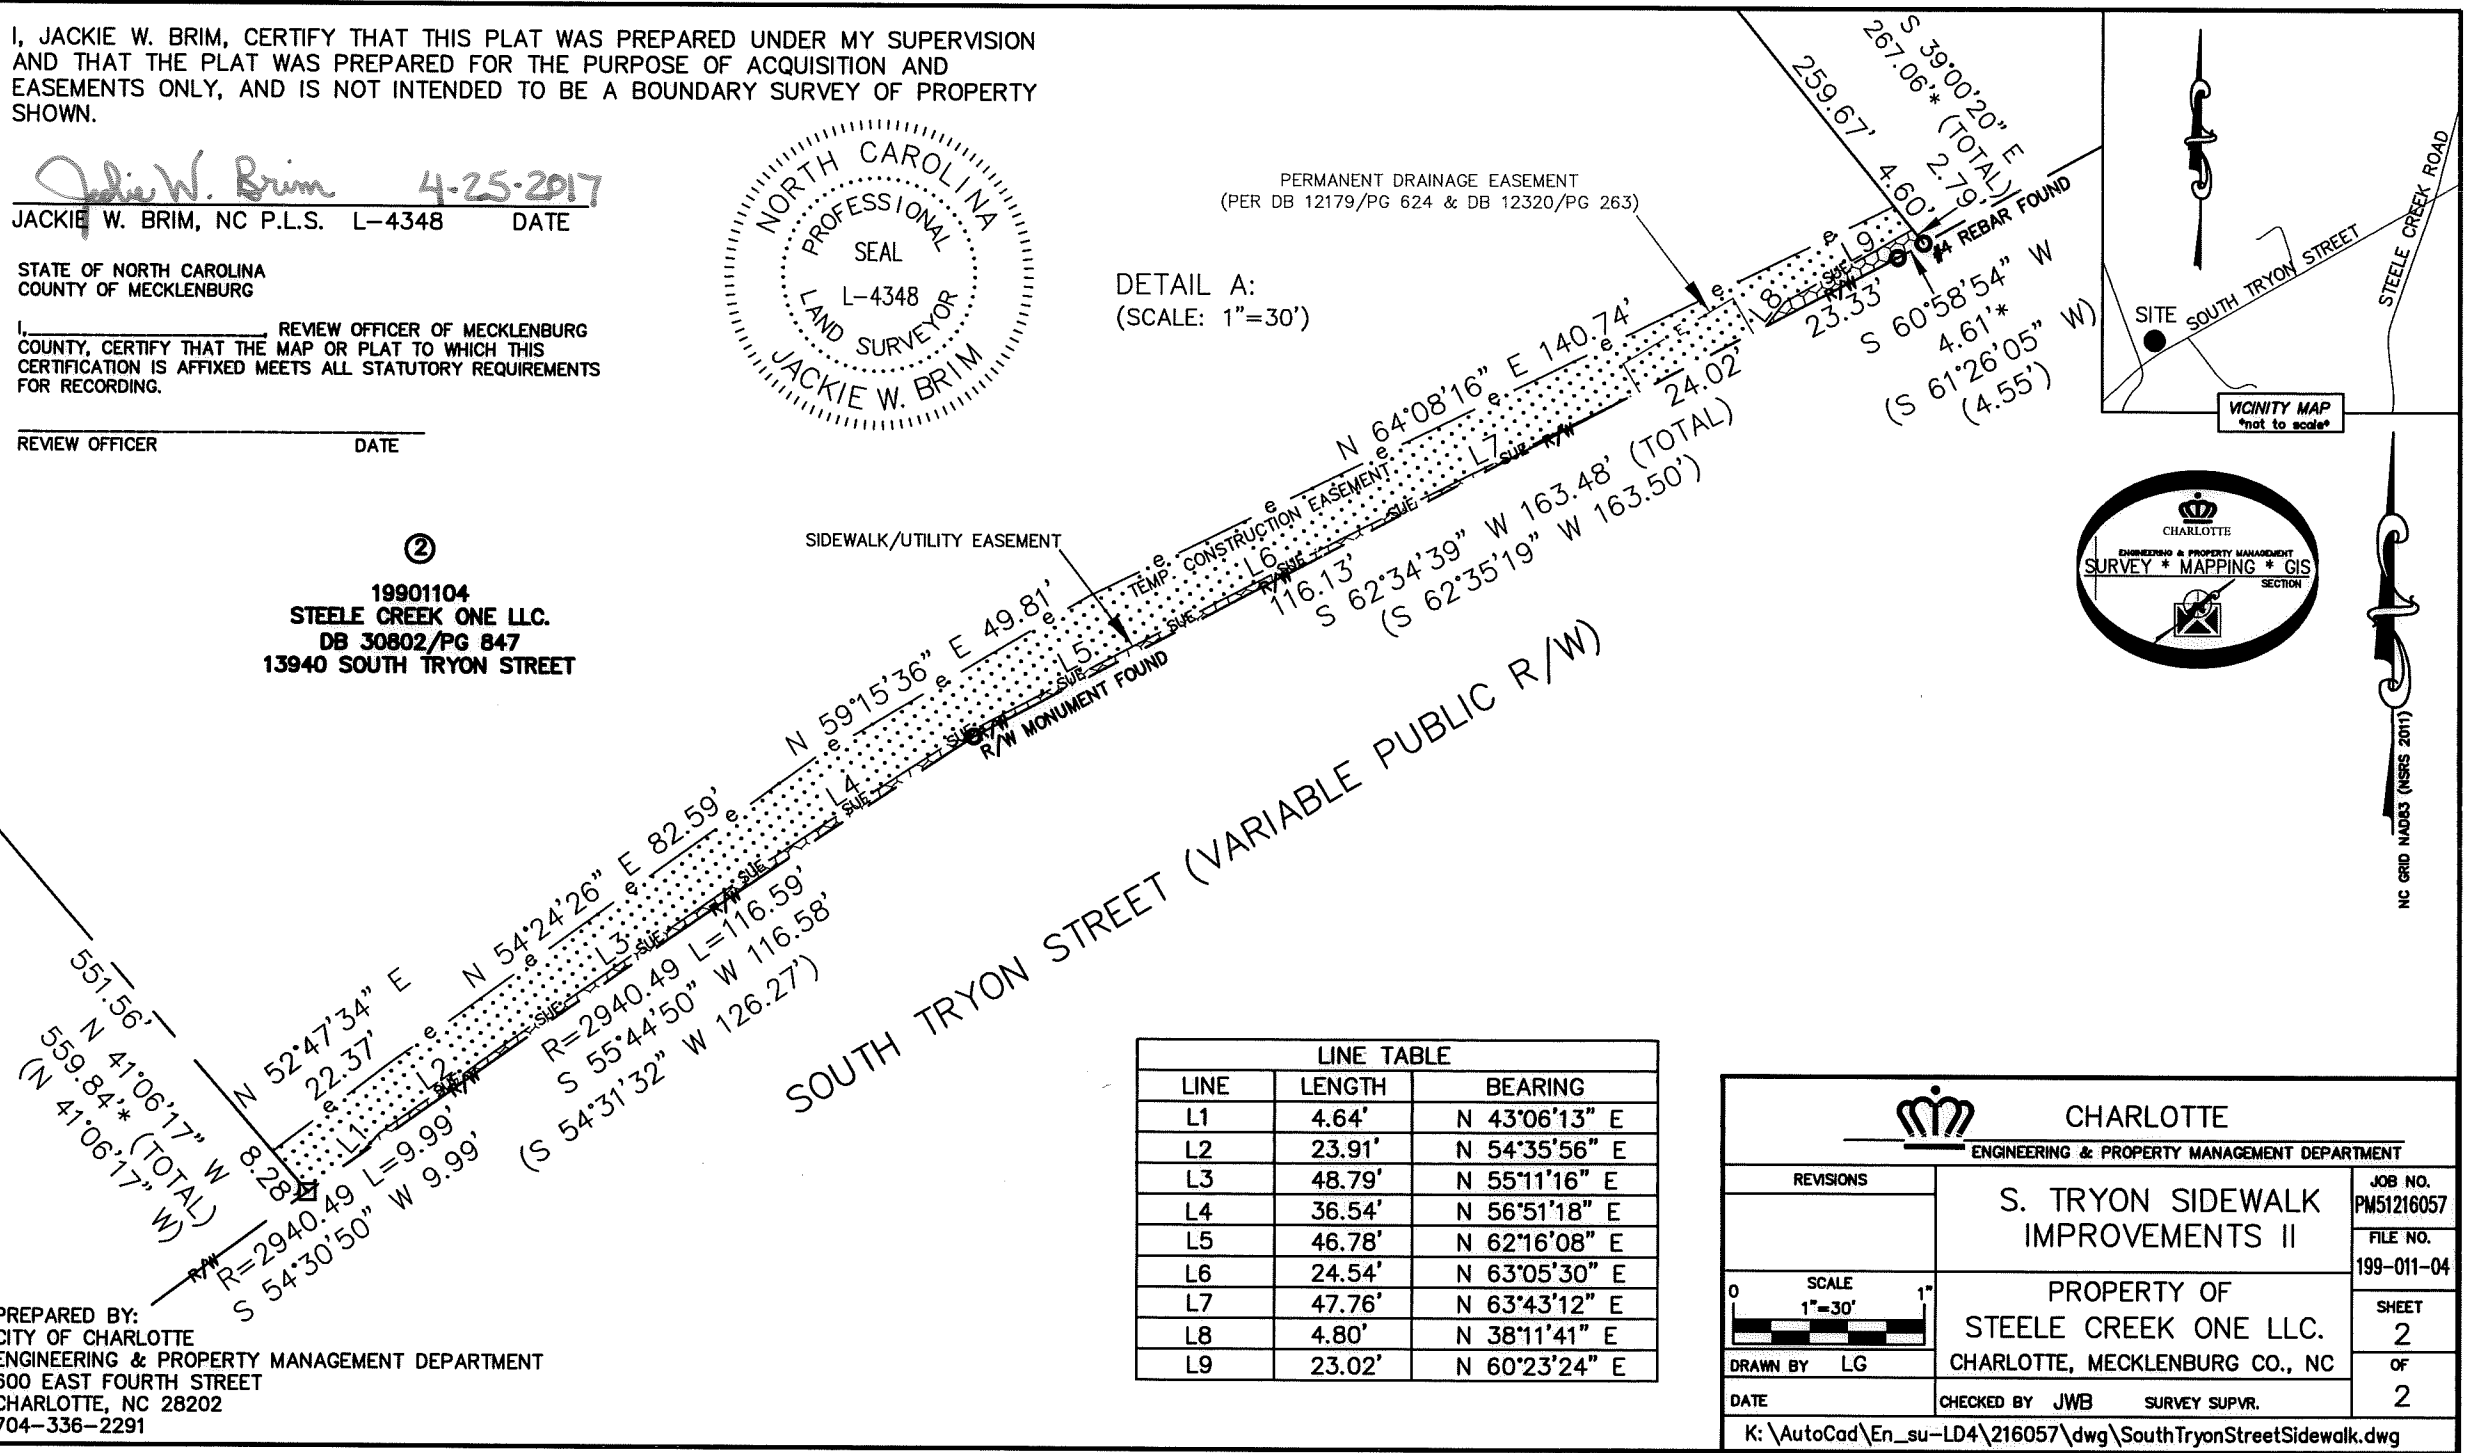 I, JACKIE W. BRIM, CERTIFY THAT THIS PLAT WAS PREPARED UNDER MY SUPERVISION
AND THAT THE PLAT WAS PREPARED FOR THE PURPOSE OF ACQUISITION AND
EASEMENTS ONLY, AND IS NOT INTENDED TO BE A BOUNDARY SURVEY OF PROPERTY
SHOWN.
Jackie W. Brim 4-25-2017
JACKIE W. BRIM, NC P.L.S. L-4348 DATE
STATE OF NORTH CAROLINA
COUNTY OF MECKLENBURG
I,____________________, REVIEW OFFICER OF MECKLENBURG
COUNTY, CERTIFY THAT THE MAP OR PLAT TO WHICH THIS
CERTIFICATION IS AFFIXED MEETS ALL STATUTORY REQUIREMENTS
FOR RECORDING.
REVIEW OFFICER DATE
NORTH CAROLINA
PROFESSIONAL
SEAL
L-4348
LAND SURVEYOR
JACKIE W. BRIM
DETAIL A:
(SCALE: 1"=30')
PERMANENT DRAINAGE EASEMENT
(PER DB 12179/PG 624 & DB 12320/PG 263)
259.67'
4.60'
S 39°00'20" E
267.06'* (TOTAL)
2.79'
#4 REBAR FOUND
S 60°58'54" W
4.61'*
(S 61°26'05" W)
(4.55')
23.33'
24.02'
L9
L8
SUE
R/W
N 64°08'16" E 140.74'
L7
SUE
R/W
TEMP. CONSTRUCTION EASEMENT
L6
SUE
R/W
116.13'
S 62°34'39" W 163.48' (TOTAL)
(S 62°35'19" W 163.50')
SIDEWALK/UTILITY EASEMENT
N 59°15'36" E 49.81'
L5
SUE
R/W MONUMENT FOUND
L4
SUE
N 54°24'26" E 82.59'
L3
SUE
R/W
R=2940.49 L=116.59'
S 55°44'50" W 116.58'
(S 54°31'32" W 126.27')
N 52°47'34" E
22.37'
L2
SUE
R/W
L1
551.56'
N 41°06'17" W
559.84'* (TOTAL)
(N 41°06'17" W)
8.28'
R/W
R=2940.49 L=9.99'
S 54°30'50" W 9.99'
SOUTH TRYON STREET (VARIABLE PUBLIC R/W)
2
19901104
STEELE CREEK ONE LLC.
DB 30802/PG 847
13940 SOUTH TRYON STREET
SITE
SOUTH TRYON STREET
STEELE CREEK ROAD
VICINITY MAP
*not to scale*
CHARLOTTE
ENGINEERING & PROPERTY MANAGEMENT
SURVEY * MAPPING * GIS
SECTION
NC GRID NAD83 (NSRS 2011)
LINE TABLE
LINE LENGTH BEARING
L1 4.64' N 43°06'13" E
L2 23.91' N 54°35'56" E
L3 48.79' N 55°11'16" E
L4 36.54' N 56°51'18" E
L5 46.78' N 62°16'08" E
L6 24.54' N 63°05'30" E
L7 47.76' N 63°43'12" E
L8 4.80' N 38°11'41" E
L9 23.02' N 60°23'24" E
PREPARED BY:
CITY OF CHARLOTTE
ENGINEERING & PROPERTY MANAGEMENT DEPARTMENT
600 EAST FOURTH STREET
CHARLOTTE, NC 28202
704-336-2291
CHARLOTTE
ENGINEERING & PROPERTY MANAGEMENT DEPARTMENT
REVISIONS
S. TRYON SIDEWALK
IMPROVEMENTS II
JOB NO.
PM51216057
FILE NO.
199-011-04
0 SCALE 1"
1"=30'
PROPERTY OF
STEELE CREEK ONE LLC.
CHARLOTTE, MECKLENBURG CO., NC
SHEET
2
OF
2
DRAWN BY LG
DATE
CHECKED BY JWB SURVEY SUPVR.
K:\AutoCad\En_su-LD4\216057\dwg\SouthTryonStreetSidewalk.dwg